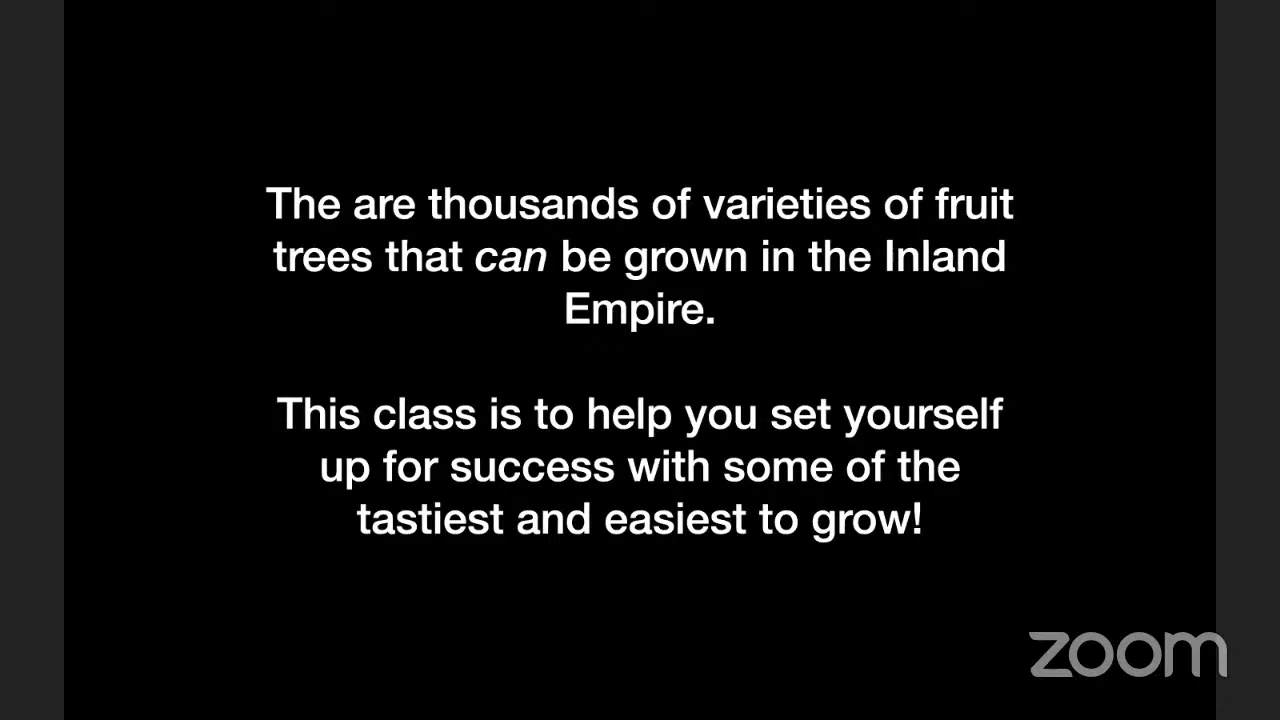 The are thousands of varieties of fruit
trees that can be grown in the Inland
Empire.
This class is to help you set yourself
up for success with some of the
tastiest and easiest to grow!
zoom